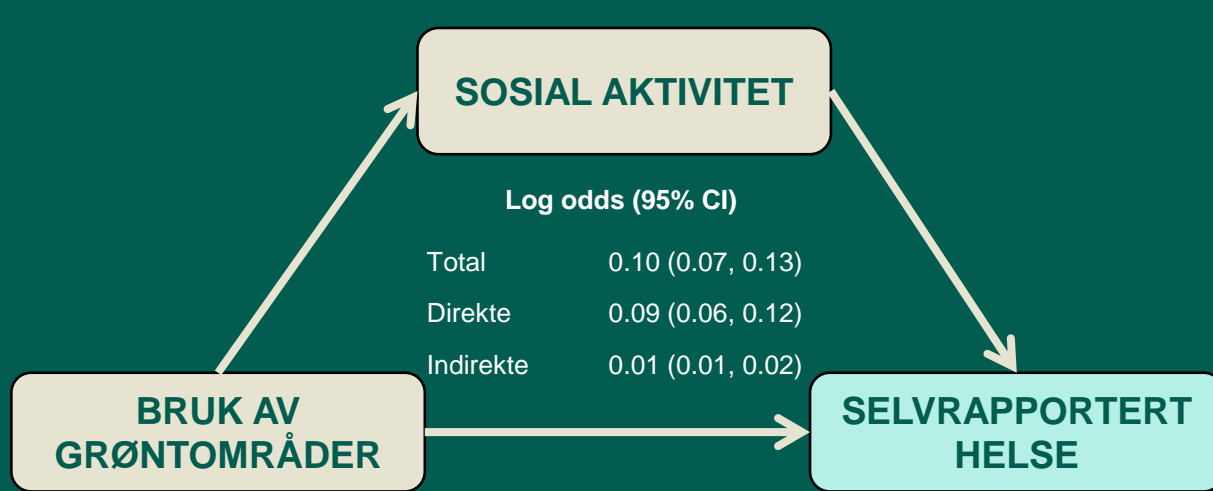 SOSIAL AKTIVITET
Log odds (95% CI)
Total 0.10 (0.07, 0.13)
Direkte 0.09 (0.06, 0.12)
Indirekte 0.01 (0.01, 0.02)
BRUK AV
GRØNTOMRÅDER
SELVRAPPORTERT
HELSE